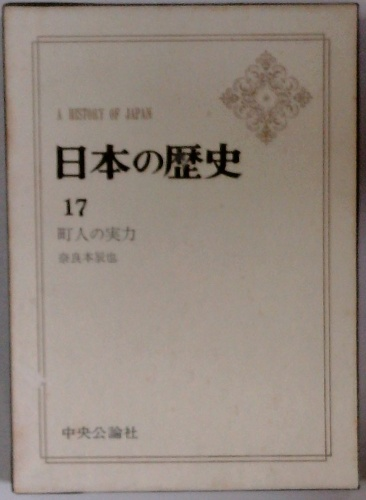 A HISTORY OF JAPAN
日本の歴史
17
町人の実力
奈良本辰也
中央公論社